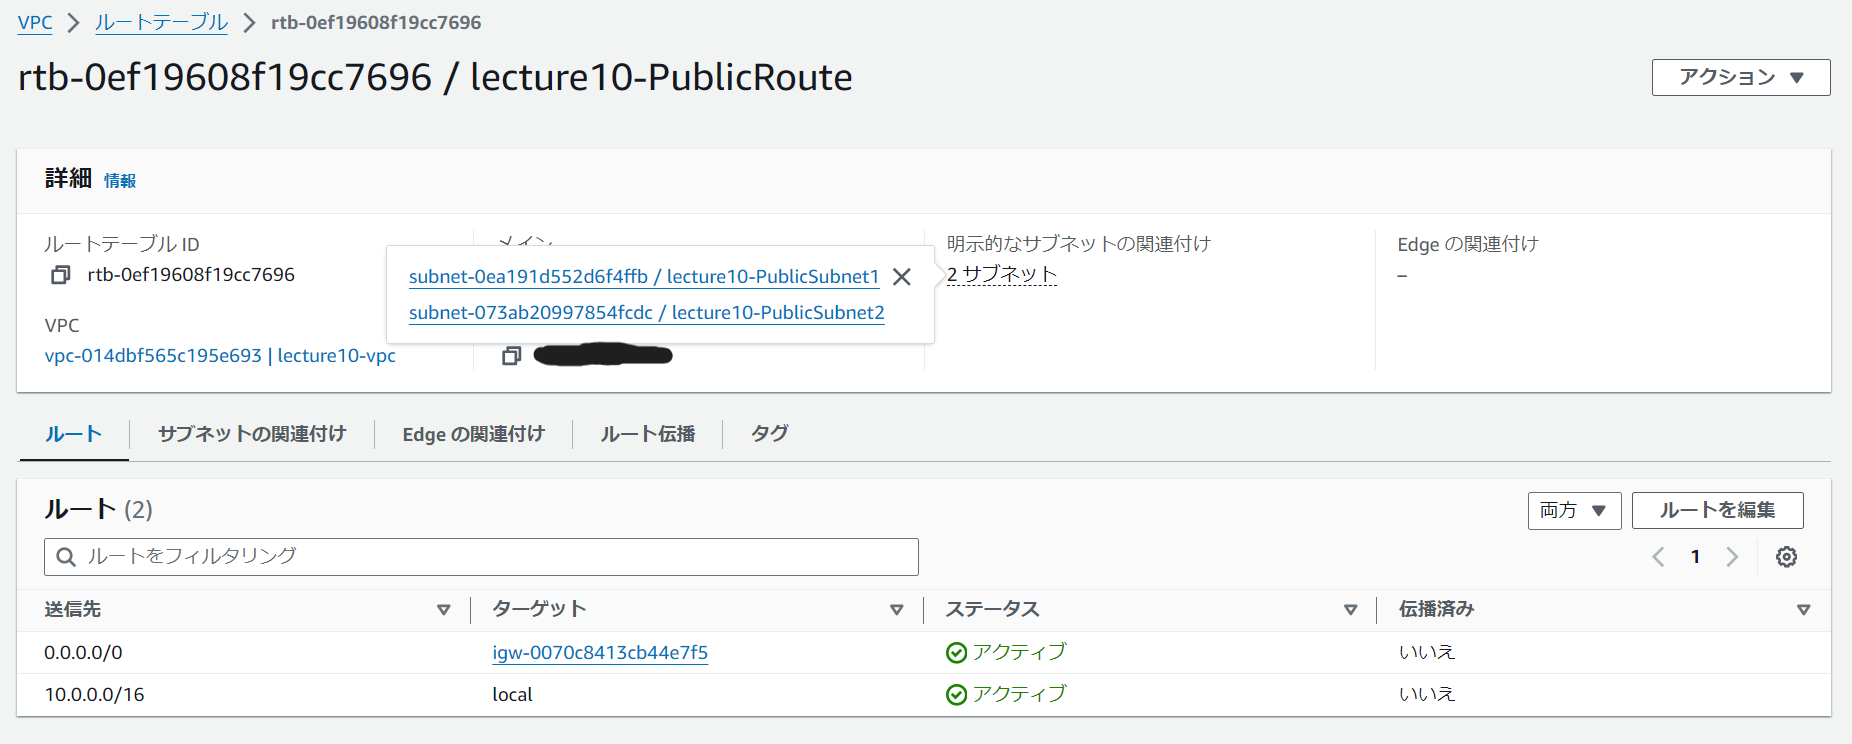 VPC > ルートテーブル > rtb-0ef19608f19cc7696
rtb-0ef19608f19cc7696 / lecture10-PublicRoute
アクション
詳細 情報
ルートテーブル ID
rtb-0ef19608f19cc7696
VPC
vpc-014dbf565c195e693 | lecture10-vpc
メイン
subnet-0ea191d552d6f4ffb / lecture10-PublicSubnet1
subnet-073ab20997854fcdc / lecture10-PublicSubnet2
明示的なサブネットの関連付け
2 サブネット
Edge の関連付け
–
ルート サブネットの関連付け Edge の関連付け ルート伝播 タグ
ルート (2)
両方 ルートを編集
ルートをフィルタリング
1
送信先 ターゲット ステータス 伝播済み
0.0.0.0/0 igw-0070c8413cb44e7f5 アクティブ いいえ
10.0.0.0/16 local アクティブ いいえ